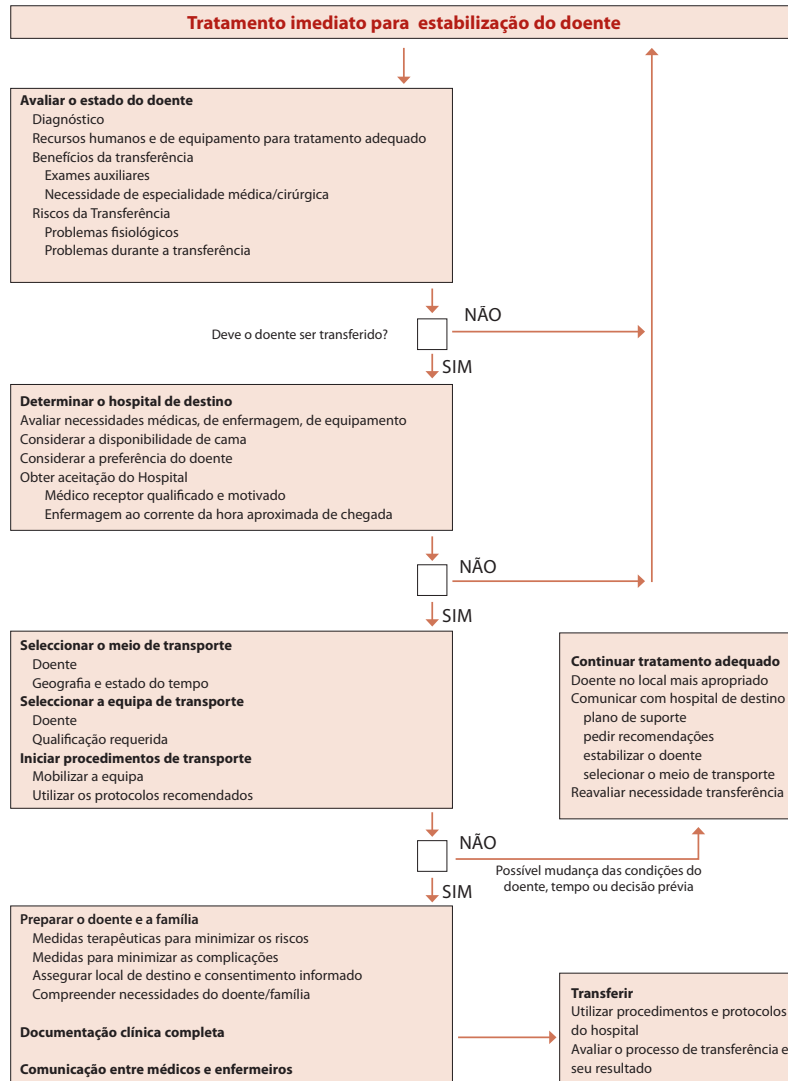 Tratamento imediato para estabilização do doente
Avaliar o estado do doente
Diagnóstico
Recursos humanos e de equipamento para tratamento adequado
Benefícios da transferência
Exames auxiliares
Necessidade de especialidade médica/cirúrgica
Riscos da Transferência
Problemas fisiológicos
Problemas durante a transferência
NÃO
Deve o doente ser transferido?
SIM
Determinar o hospital de destino
Avaliar necessidades médicas, de enfermagem, de equipamento
Considerar a disponibilidade de cama
Considerar a preferência do doente
Obter aceitação do Hospital
Médico receptor qualificado e motivado
Enfermagem ao corrente da hora aproximada de chegada
NÃO
SIM
Seleccionar o meio de transporte
Doente
Geografia e estado do tempo
Seleccionar a equipa de transporte
Doente
Qualificação requerida
Iniciar procedimentos de transporte
Mobilizar a equipa
Utilizar os protocolos recomendados
Continuar tratamento adequado
Doente no local mais apropriado
Comunicar com hospital de destino
plano de suporte
pedir recomendações
estabilizar o doente
selecionar o meio de transporte
Reavaliar necessidade transferência
NÃO
Possível mudança das condições do
doente, tempo ou decisão prévia
SIM
Preparar o doente e a família
Medidas terapêuticas para minimizar os riscos
Medidas para minimizar as complicações
Assegurar local de destino e consentimento informado
Compreender necessidades do doente/família
Documentação clínica completa
Comunicação entre médicos e enfermeiros
Transferir
Utilizar procedimentos e protocolos
do hospital
Avaliar o processo de transferência e
seu resultado